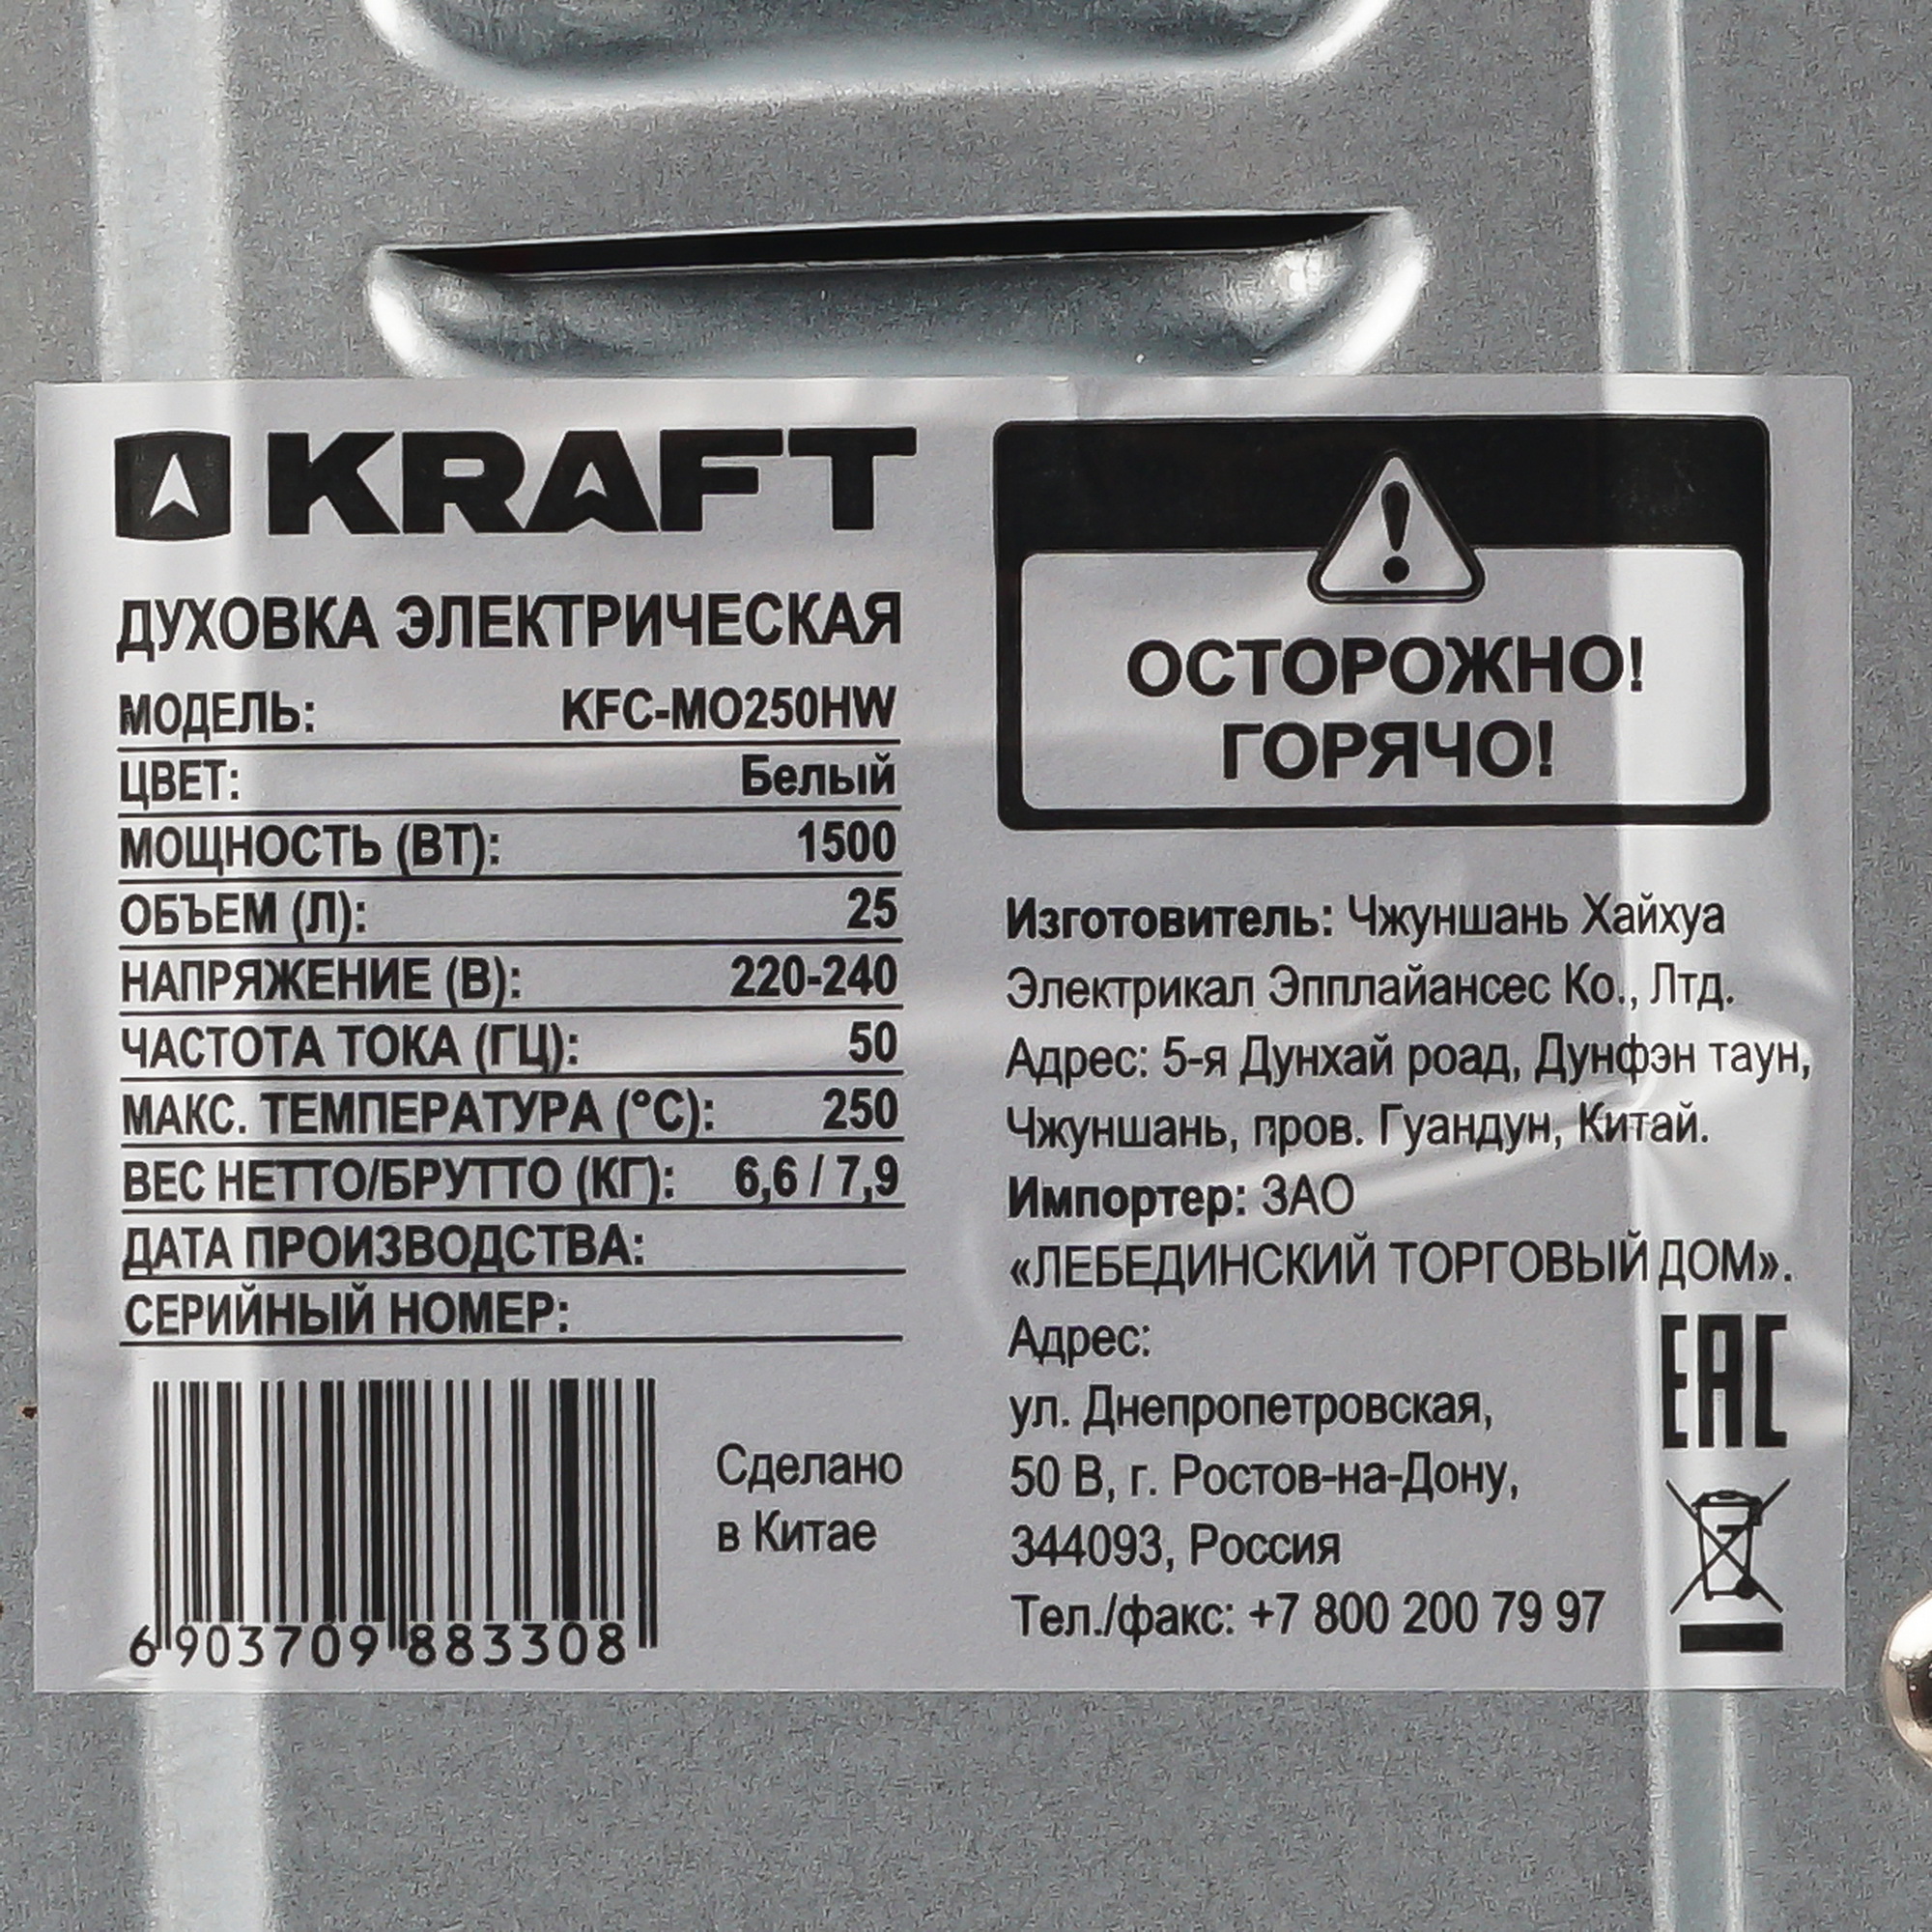 KRAFT
ДУХОВКА ЭЛЕКТРИЧЕСКАЯ
МОДЕЛЬ: KFC-MO250HW
ЦВЕТ: Белый
МОЩНОСТЬ (ВТ): 1500
ОБЪЕМ (Л): 25
НАПРЯЖЕНИЕ (В): 220-240
ЧАСТОТА ТОКА (ГЦ): 50
МАКС. ТЕМПЕРАТУРА (°С): 250
ВЕС НЕТТО/БРУТТО (КГ): 6,6 / 7,9
ДАТА ПРОИЗВОДСТВА:
СЕРИЙНЫЙ НОМЕР:
6 903709 883308
Сделано
в Китае
ОСТОРОЖНО!
ГОРЯЧО!
Изготовитель: Чжуншань Хайхуа
Электрикал Эпплайансес Ко., Лтд.
Адрес: 5-я Дунхай роад, Дунфэн таун,
Чжуншань, пров. Гуандун, Китай.
Импортер: ЗАО
«ЛЕБЕДИНСКИЙ ТОРГОВЫЙ ДОМ».
Адрес:
ул. Днепропетровская,
50 В, г. Ростов-на-Дону,
344093, Россия
Тел./факс: +7 800 200 79 97
EAC